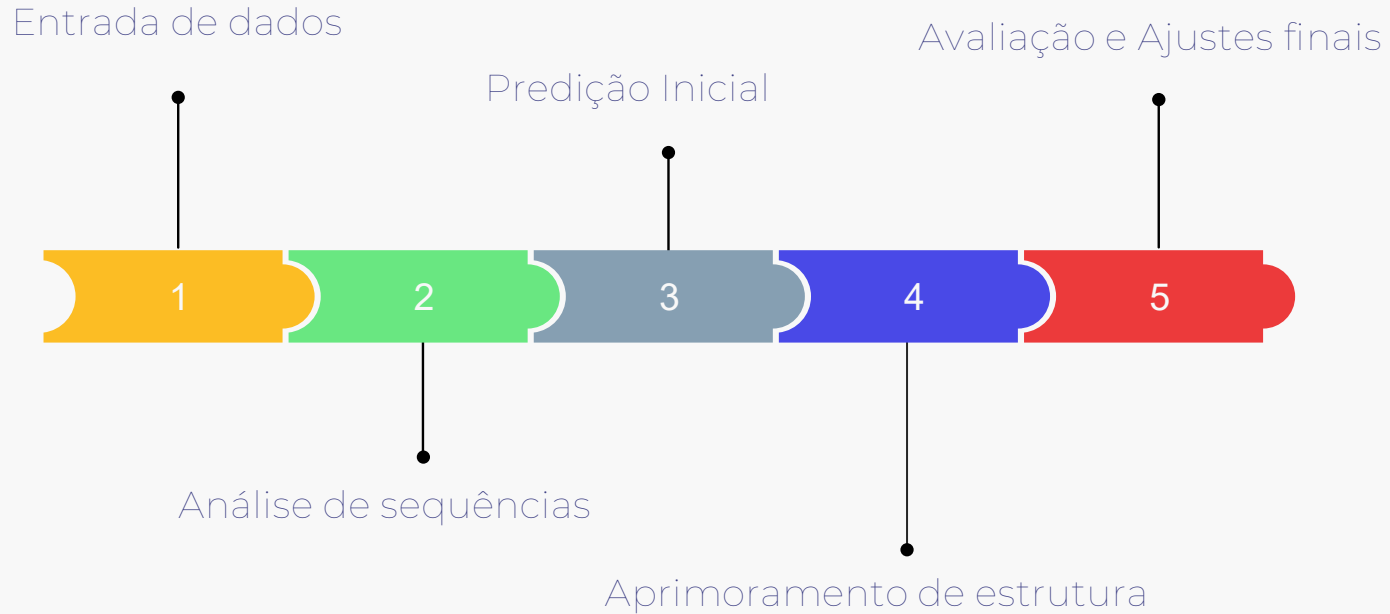 Entrada de dados
Avaliação e Ajustes finais
Predição Inicial
1
2
3
4
5
Análise de sequências
Aprimoramento de estrutura